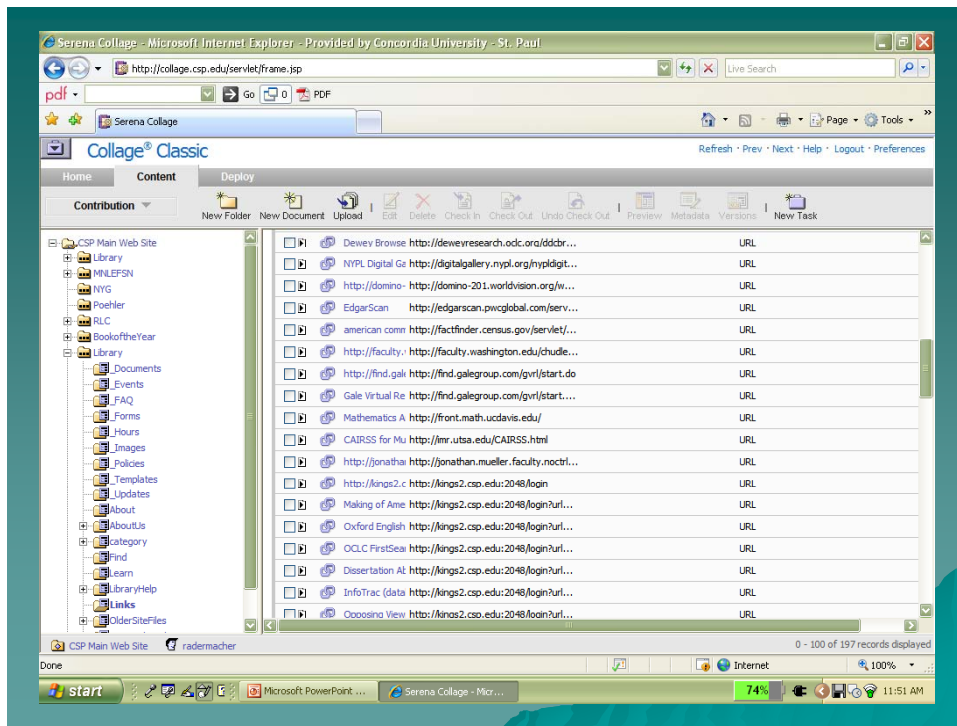 Serena Collage - Microsoft Internet Explorer - Provided by Concordia University - St. Paul
http://collage.csp.edu/servlet/frame.jsp Live Search
pdf Go 0 PDF
Serena Collage Page Tools
Collage® Classic Refresh · Prev · Next · Help · Logout · Preferences
Home Content Deploy
Contribution New Folder New Document Upload Edit Delete Check In Check Out Undo Check Out Preview Metadata Versions New Task
CSP Main Web Site
Library
MNLEFSN
NYG
Poehler
RLC
BookoftheYear
Library
_Documents
_Events
_FAQ
_Forms
_Hours
_Images
_Policies
_Templates
_Updates
About
AboutUs
category
Find
Learn
LibraryHelp
Links
OlderSiteFiles
Dewey Browse http://deweyresearch.oclc.org/ddcbr... URL
NYPL Digital Ga http://digitalgallery.nypl.org/nypldigit... URL
http://domino- http://domino-201.worldvision.org/w... URL
EdgarScan http://edgarscan.pwcglobal.com/serv... URL
american comm http://factfinder.census.gov/servlet/... URL
http://faculty. http://faculty.washington.edu/chudle... URL
http://find.gale http://find.galegroup.com/gvrl/start.do URL
Gale Virtual Re http://find.galegroup.com/gvrl/start.... URL
Mathematics A http://front.math.ucdavis.edu/ URL
CAIRSS for Mu http://imr.utsa.edu/CAIRSS.html URL
http://jonathan http://jonathan.mueller.faculty.noctrl... URL
http://kings2.c http://kings2.csp.edu:2048/login URL
Making of Ame http://kings2.csp.edu:2048/login?url... URL
Oxford English http://kings2.csp.edu:2048/login?url... URL
OCLC FirstSear http://kings2.csp.edu:2048/login?url... URL
Dissertation Ab http://kings2.csp.edu:2048/login?url... URL
InfoTrac (data http://kings2.csp.edu:2048/login?url... URL
Opposing View http://kings2.csp.edu:2048/login?url... URL
CSP Main Web Site radermacher 0 - 100 of 197 records displayed
Done Internet 100%
start Microsoft PowerPoint ... Serena Collage - Micr... 74% 11:51 AM